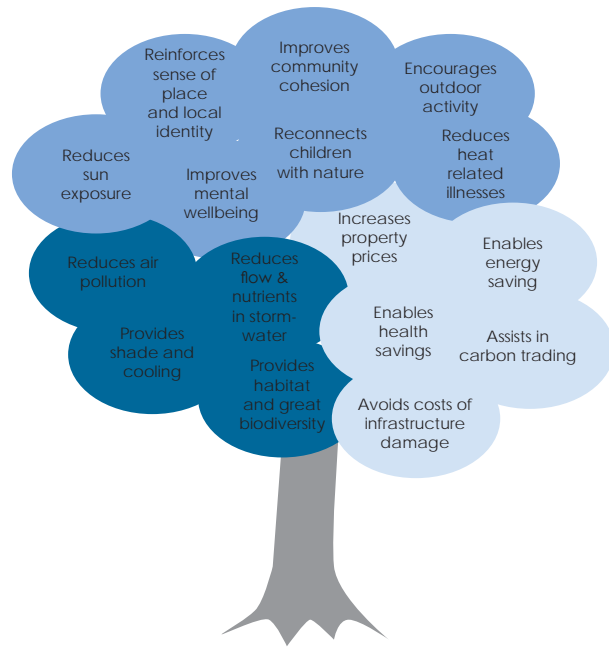 Reinforces
sense of
place
and local
identity
Improves
community
cohesion
Encourages
outdoor
activity
Reduces
sun
exposure
Improves
mental
wellbeing
Reconnects
children
with nature
Reduces
heat
related
illnesses
Reduces air
pollution
Reduces
flow &
nutrients
in storm-
water
Increases
property
prices
Enables
energy
saving
Provides
shade and
cooling
Provides
habitat
and great
biodiversity
Enables
health
savings
Assists in
carbon trading
Avoids costs of
infrastructure
damage